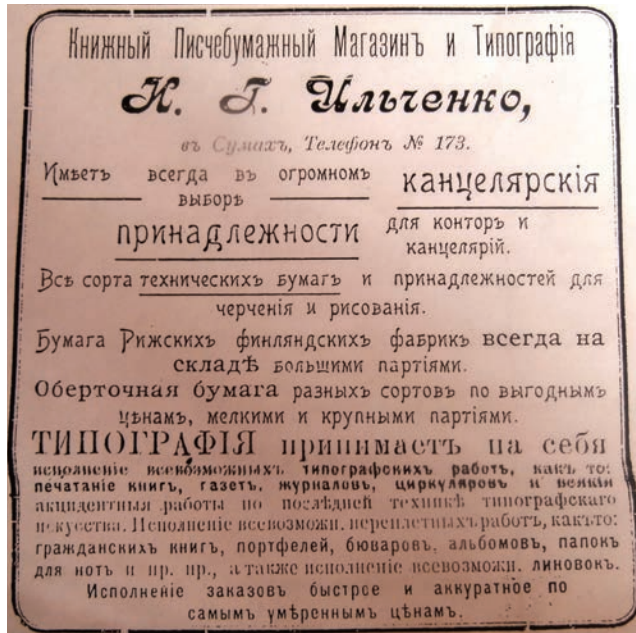 Книжный Писчебумажный Магазинъ и Типографія
К. Г. Ильченко,
въ Сумахъ, Телефонъ № 173.
Имѣетъ всегда въ огромномъ выборѣ канцелярскія
принадлежности для конторъ и канцелярій.
Всѣ сорта техническихъ бумагъ и принадлежностей для
черченія и рисованія.
Бумага Рижскихъ финляндскихъ фабрикъ всегда на
складѣ большими партіями.
Оберточная бумага разныхъ сортовъ по выгоднымъ
цѣнамъ, мелкими и крупными партіями.
ТИПОГРАФІЯ принимаетъ на себя
исполненіе всевозможныхъ типографскихъ работъ, какъ то:
печатаніе книгъ, газетъ, журналовъ, циркуляровъ и всякія
акцидентныя работы по послѣдней техникѣ типографскаго
искусства. Исполненіе всевозможн. переплетныхъ работъ, какъ то:
гражданскихъ книгъ, портфелей, бюваровъ, альбомовъ, папокъ
для нотъ и пр. пр., а также исполненіе всевозможн. линовокъ.
Исполненіе заказовъ быстрое и аккуратное по
самымъ умѣреннымъ цѣнамъ.